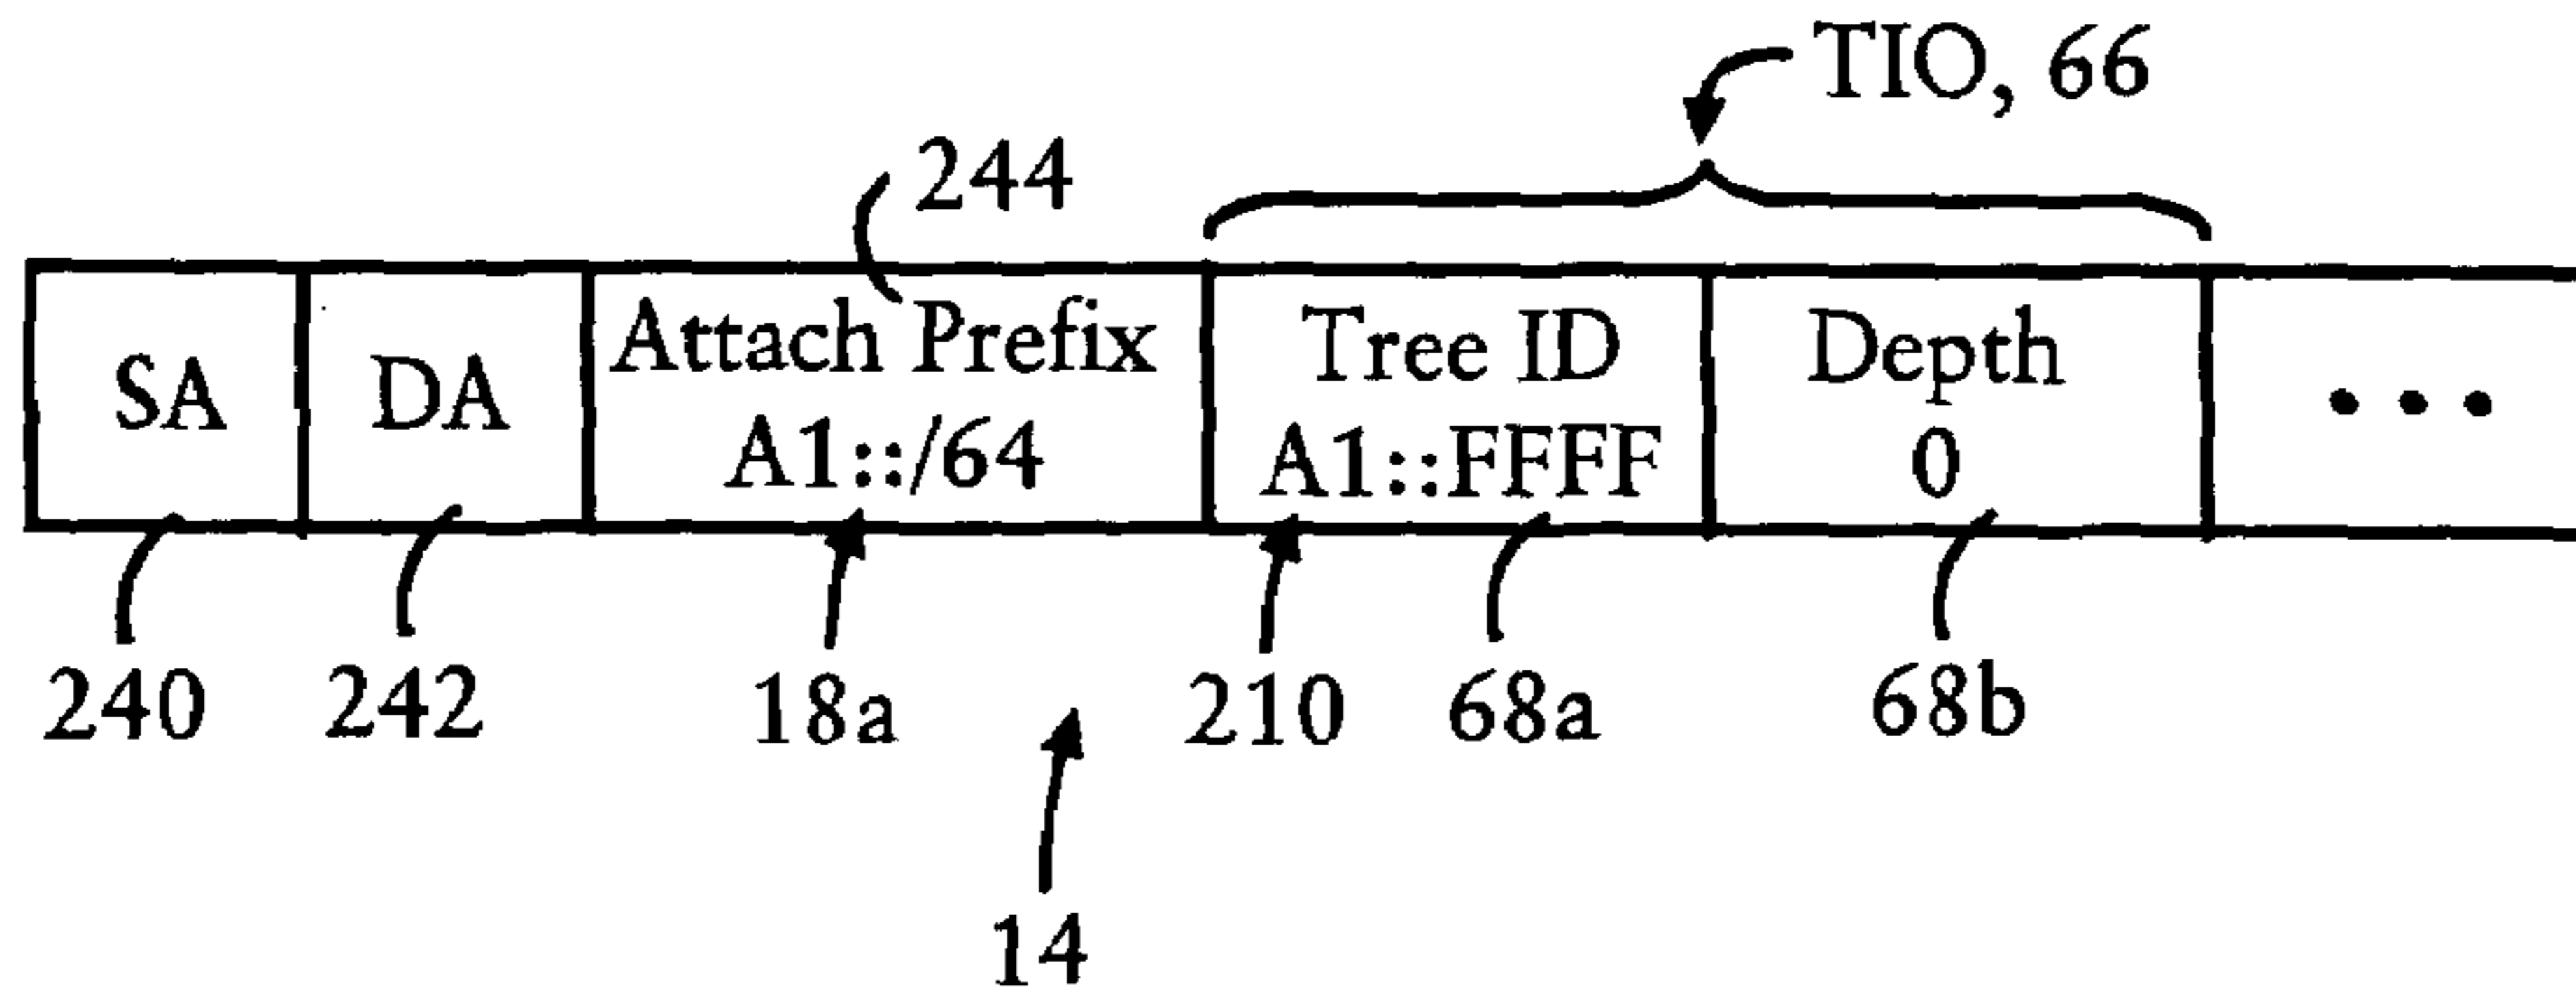 TIO, 66
244
SA
DA
Attach Prefix
A1::/64
Tree ID
A1::FFFF
Depth
0
• • •
240
242
18a
210
68a
68b
14